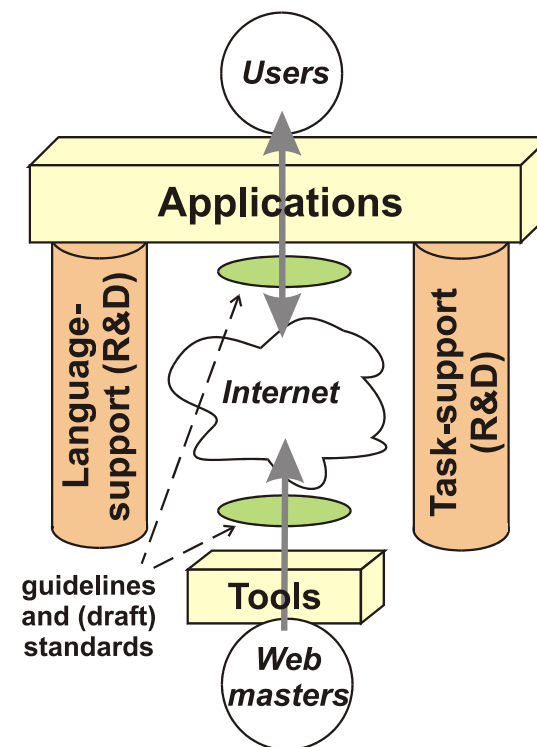 Users
Applications
Language-
support (R&D)
Task-support
(R&D)
Internet
guidelines
and (draft)
standards
Tools
Web
masters